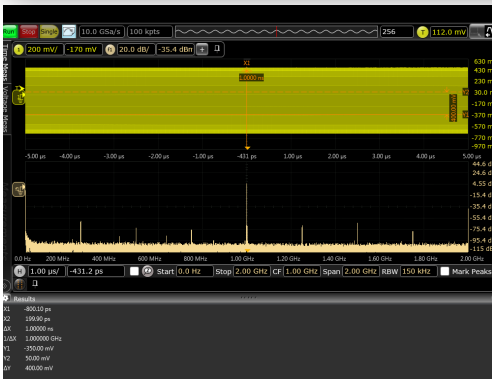 Run Stop Single 10.0 GSa/s 100 kpts 256 T 112.0 mV
1 200 mV/ -170 mV f1 20.0 dB/ -35.4 dBm +
Time Meas Voltage Meas
X1
1.0000 ns
630 m
430 m
230 m
30.0 m
-170 m
-370 m
-570 m
-770 m
-970 m
Y2
-5.00 µs -4.00 µs -3.00 µs -2.00 µs -1.00 µs -431 ps 1.00 µs 2.00 µs 3.00 µs 4.00 µs 5.00 µs
44.6 d
24.6 d
4.55 d
-15.4 d
-35.4 d
-55.4 d
-75.4 d
-95.4 d
-115 dB
0.0 Hz 200 MHz 400 MHz 600 MHz 800 MHz 1.00 GHz 1.20 GHz 1.40 GHz 1.60 GHz 1.80 GHz 2.00 GHz
H 1.00 µs/ -431.2 ps Start 0.0 Hz Stop 2.00 GHz CF 1.00 GHz Span 2.00 GHz RBW 150 kHz Mark Peaks
Results
X1 -800.10 ps
X2 199.90 ps
ΔX 1.00000 ns
1/ΔX 1.000000 GHz
Y1 -350.00 mV
Y2 50.00 mV
ΔY 400.00 mV